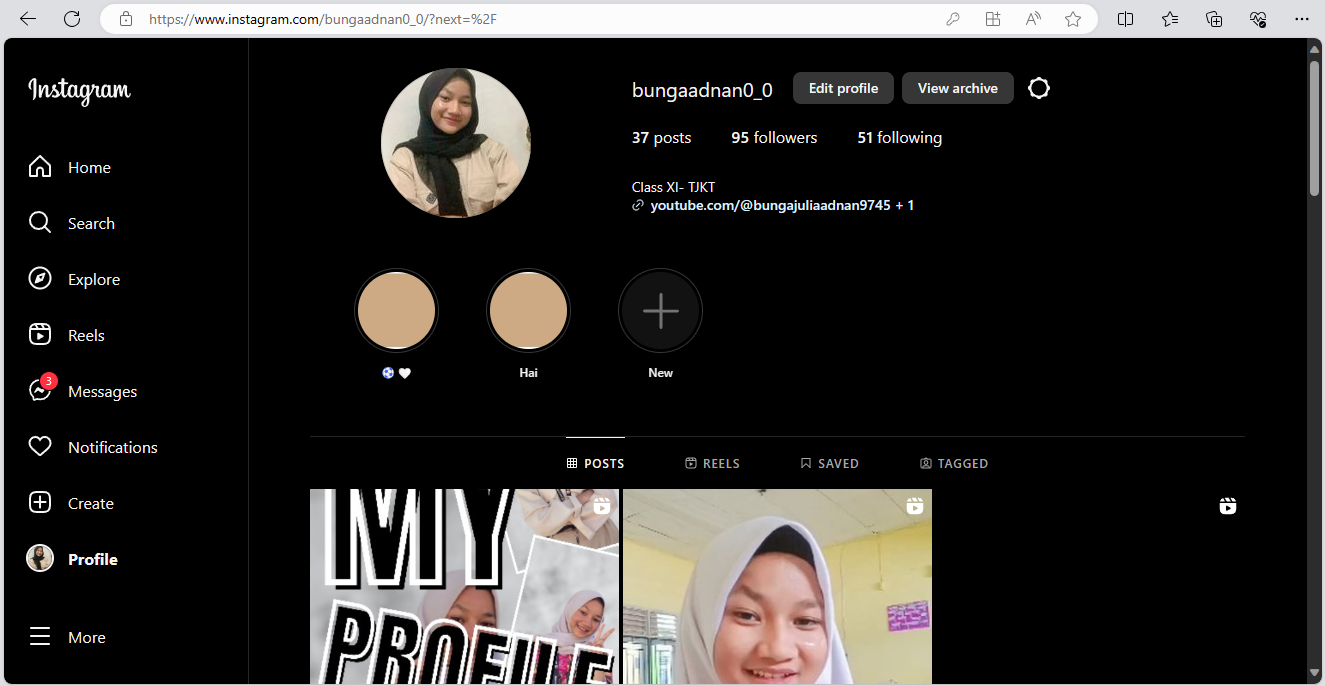 https://www.instagram.com/bungaadnan0_0/?next=%2F
Instagram
Home
Search
Explore
Reels
3
Messages
Notifications
Create
Profile
More
bungaadnan0_0
Edit profile
View archive
37 posts
95 followers
51 following
Class XI- TJKT
youtube.com/@bungajuliaadnan9745 + 1
Hai
New
POSTS
REELS
SAVED
TAGGED
MY
PROFILE